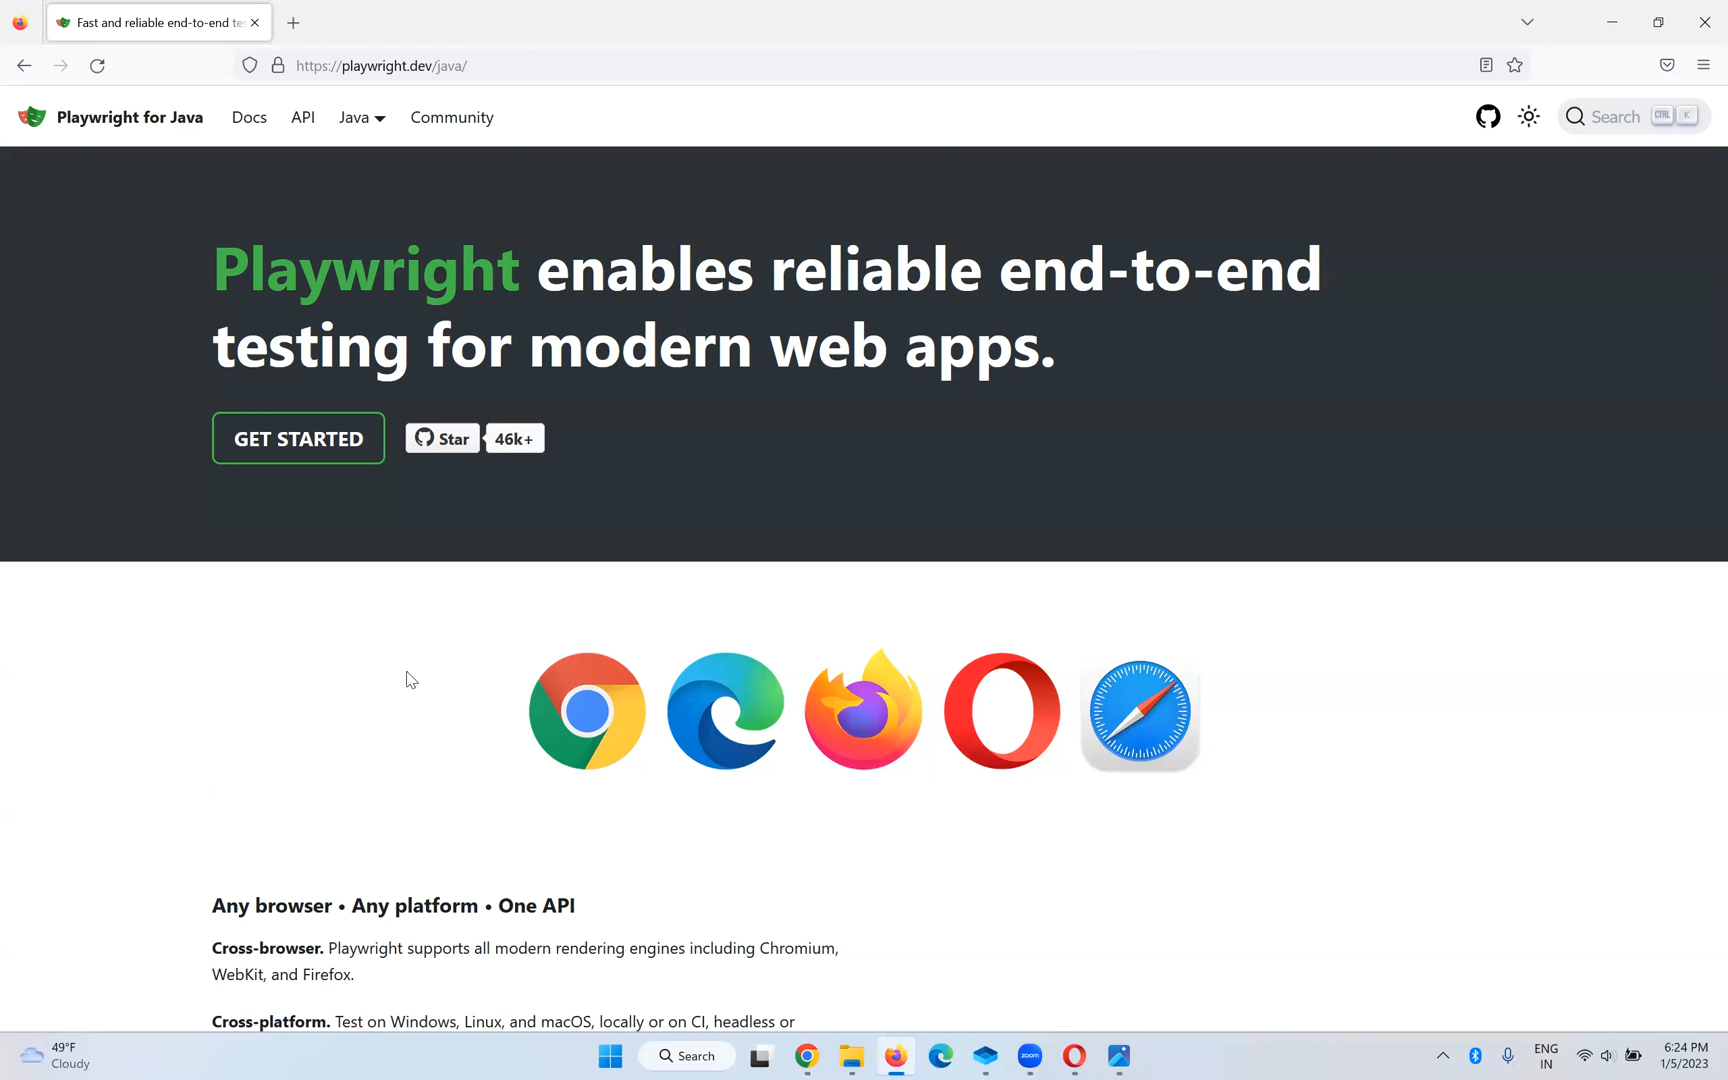 Fast and reliable end-to-end te
https://playwright.dev/java/
Playwright for Java
Docs
API
Java
Community
Search
CTRL
K
Playwright enables reliable end-to-end
testing for modern web apps.
GET STARTED
Star
46k+
Any browser • Any platform • One API
Cross-browser. Playwright supports all modern rendering engines including Chromium,
WebKit, and Firefox.
Cross-platform. Test on Windows, Linux, and macOS, locally or on CI, headless or
49°F
Cloudy
Search
zoom
ENG
IN
6:24 PM
1/5/2023